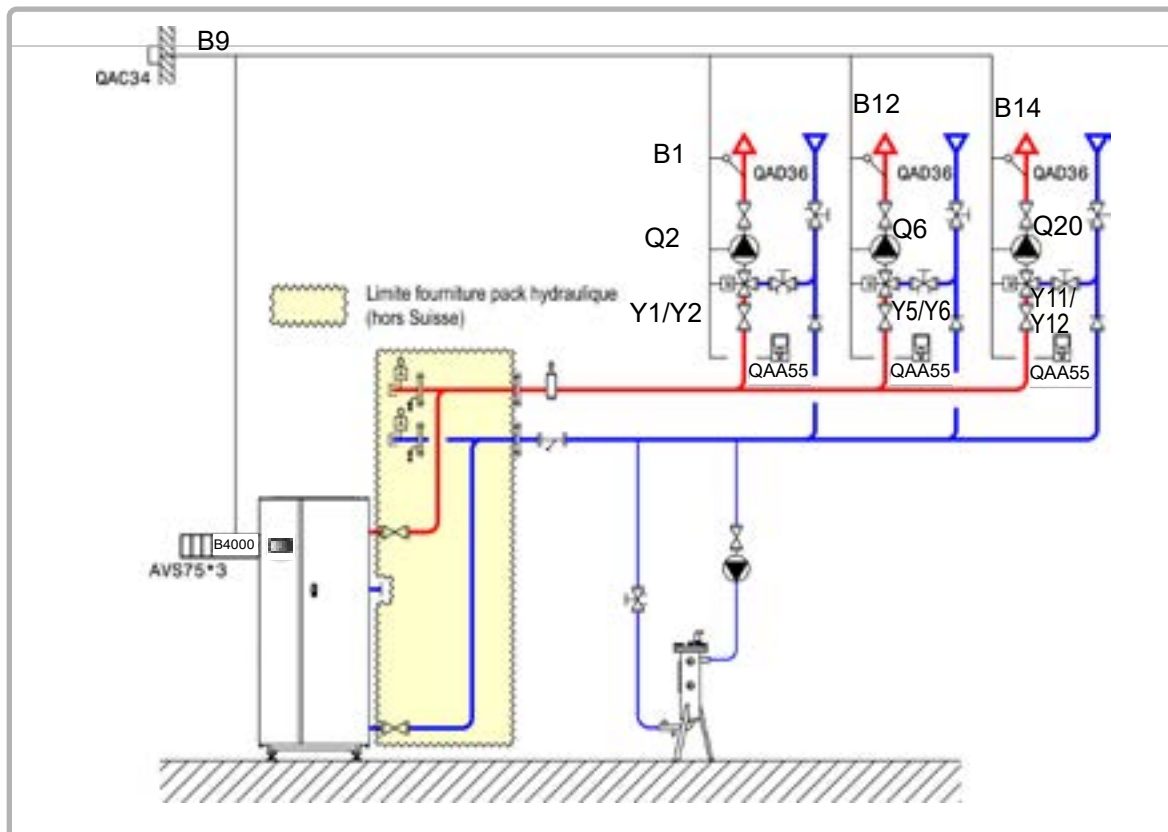 B9
QAC34
B12
B14
B1
QAD36
QAD36
QAD36
Q2
Q6
Q20
Limite fourniture pack hydraulique
(hors Suisse)
Y1/Y2
Y5/Y6
Y11/
Y12
QAA55
QAA55
QAA55
B4000
AVS75*3